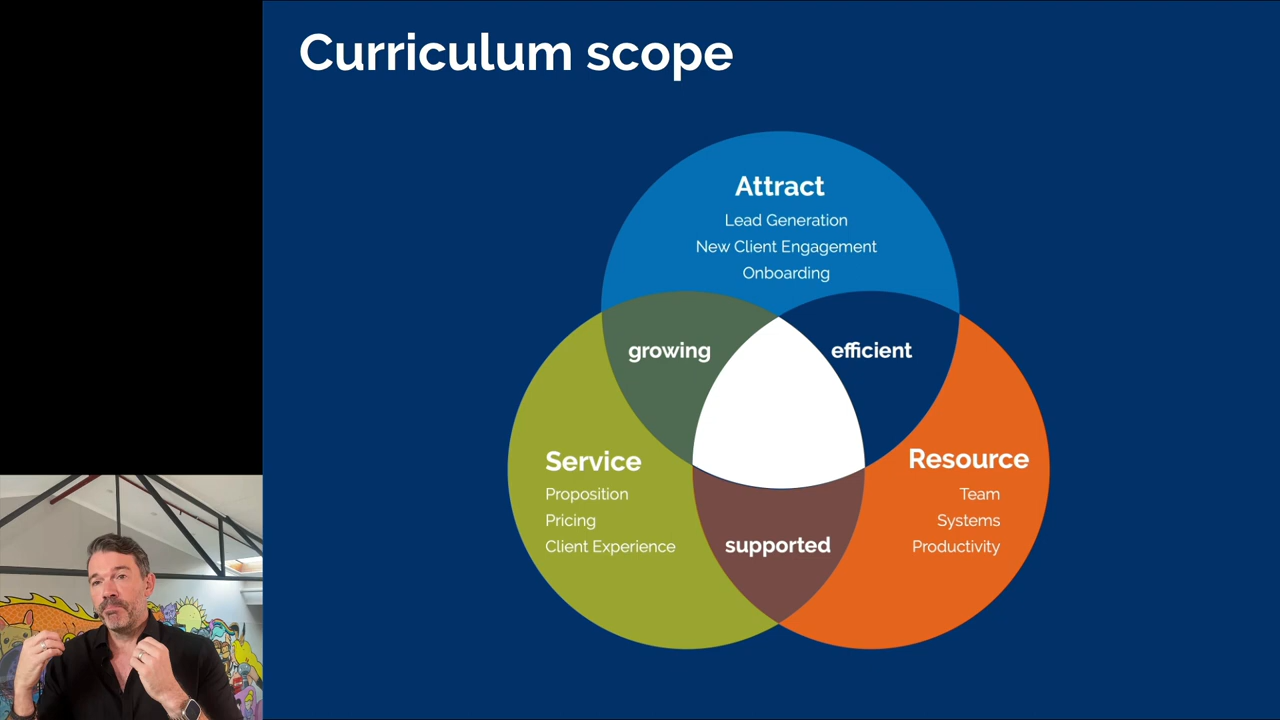 Curriculum scope
Attract
Lead Generation
New Client Engagement
Onboarding
growing
efficient
Service
Proposition
Pricing
Client Experience
Resource
Team
Systems
Productivity
supported